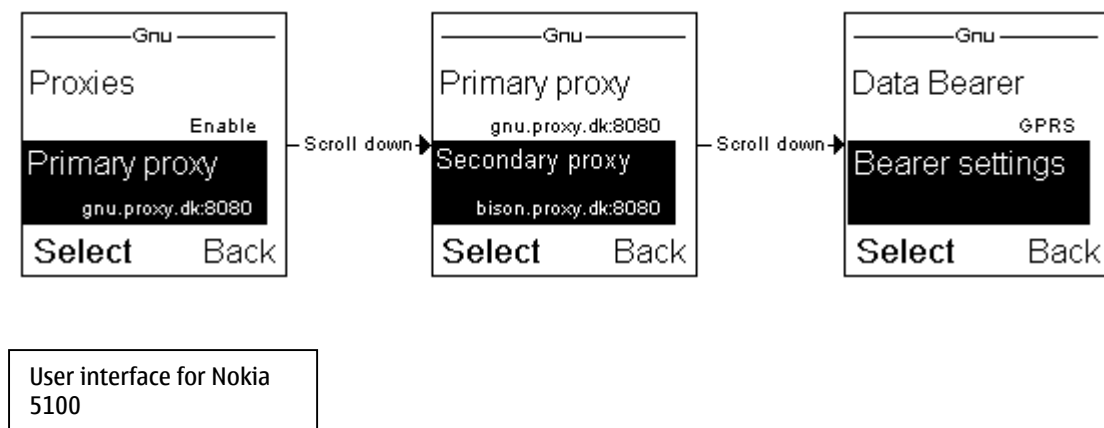 Gnu
Proxies
Enable
Primary proxy
gnu.proxy.dk:8080
Select Back
Scroll down
Gnu
Primary proxy
gnu.proxy.dk:8080
Secondary proxy
bison.proxy.dk:8080
Select Back
Scroll down
Gnu
Data Bearer
GPRS
Bearer settings
Select Back
User interface for Nokia
5100